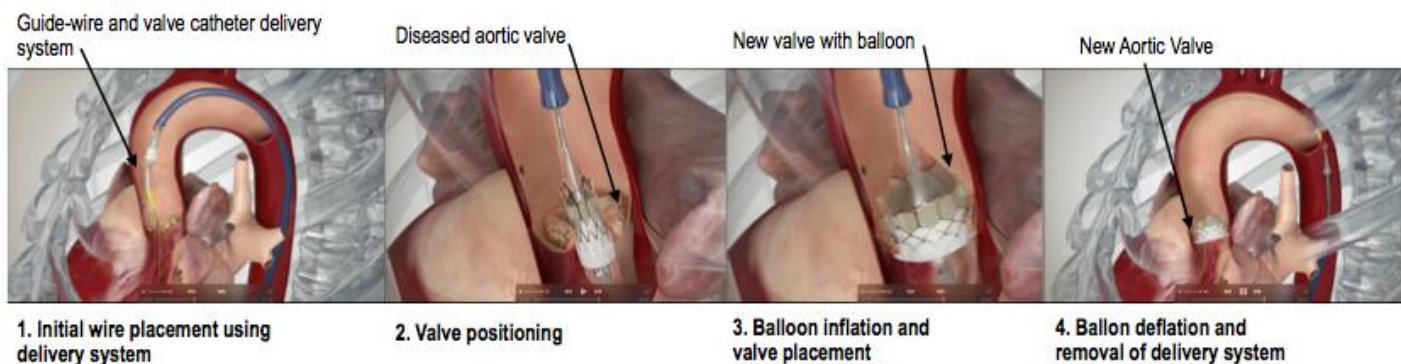 Guide-wire and valve catheter delivery
system
Diseased aortic valve
New valve with balloon
New Aortic Valve
1. Initial wire placement using
delivery system
2. Valve positioning
3. Balloon inflation and
valve placement
4. Ballon deflation and
removal of delivery system